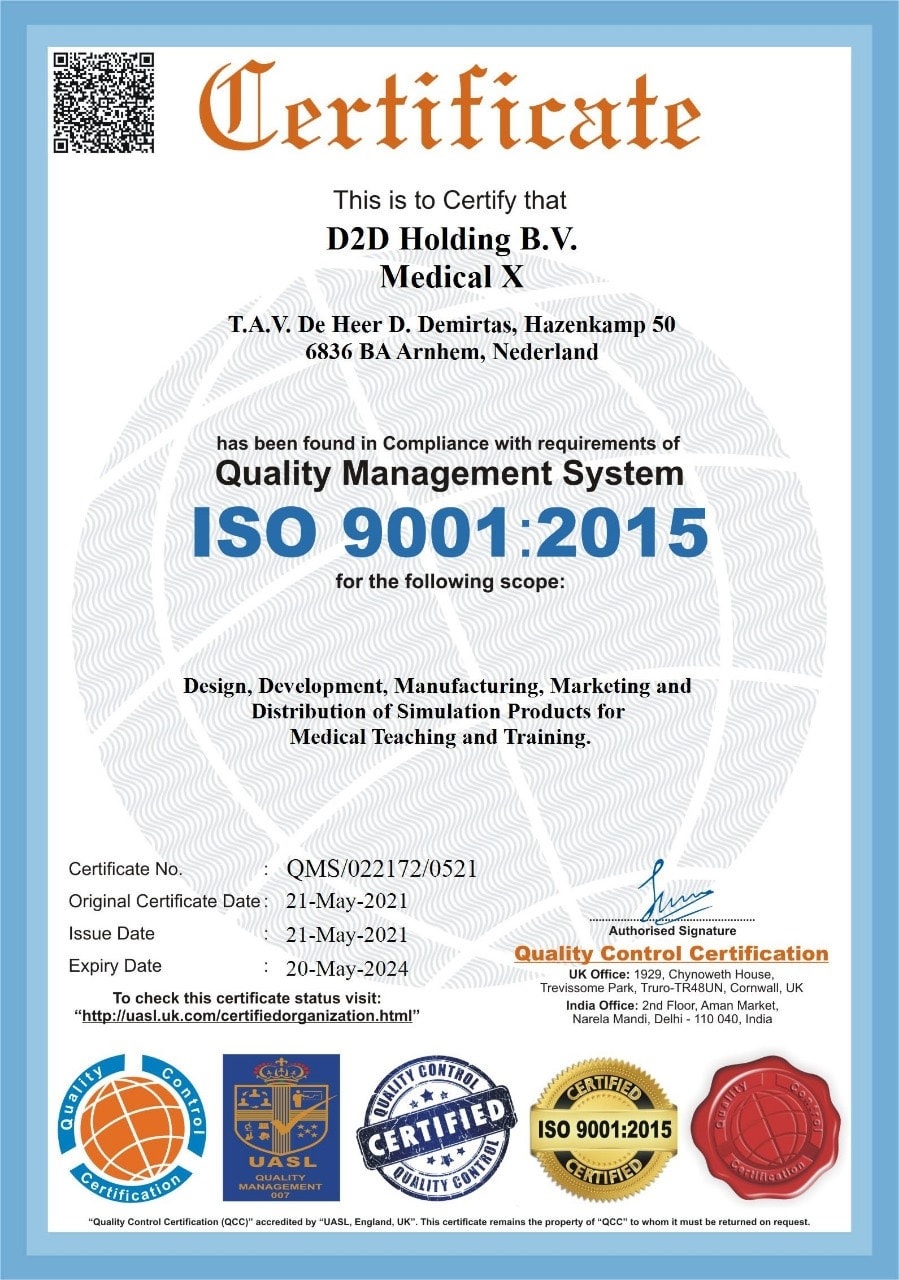 Certificate
This is to Certify that
D2D Holding B.V.
Medical X
T.A.V. De Heer D. Demirtas, Hazenkamp 50
6836 BA Arnhem, Nederland
has been found in Compliance with requirements of
Quality Management System
ISO 9001:2015
for the following scope:
Design, Development, Manufacturing, Marketing and
Distribution of Simulation Products for
Medical Teaching and Training.
Certificate No. : QMS/022172/0521
Original Certificate Date : 21-May-2021
Issue Date : 21-May-2021
Expiry Date : 20-May-2024
To check this certificate status visit:
“http://uasl.uk.com/certifiedorganization.html”
Authorised Signature
Quality Control Certification
UK Office: 1929, Chynoweth House,
Trevissome Park, Truro-TR48UN, Cornwall, UK
India Office: 2nd Floor, Aman Market,
Narela Mandi, Delhi - 110 040, India
Quality Control
Certification
UASL
QUALITY
MANAGEMENT
007
QUALITY CONTROL
CERTIFIED
QUALITY CONTROL
CERTIFIED
ISO 9001:2015
CERTIFIED
Quality Control
Certification
“Quality Control Certification (QCC)” accredited by “UASL, England, UK”. This certificate remains the property of “QCC” to whom it must be returned on request.